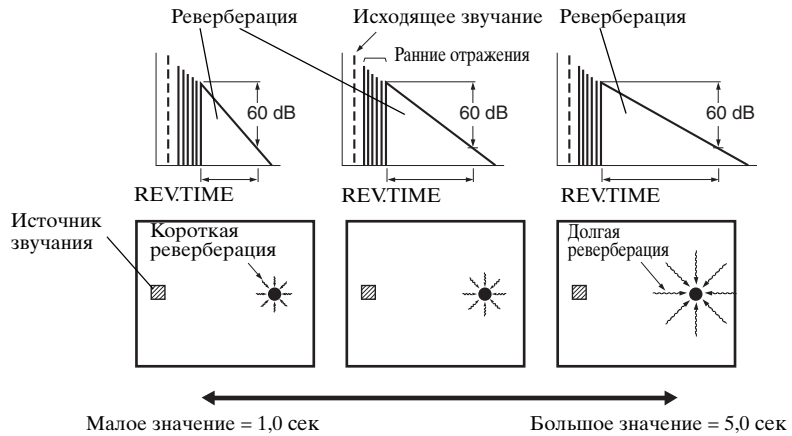 Реверберация
Исходящее звучание
Реверберация
Ранние отражения
60 dB
60 dB
60 dB
REV.TIME
REV.TIME
REV.TIME
Источник
звучания
Короткая
реверберация
Долгая
реверберация
Малое значение = 1,0 сек
Большое значение = 5,0 сек